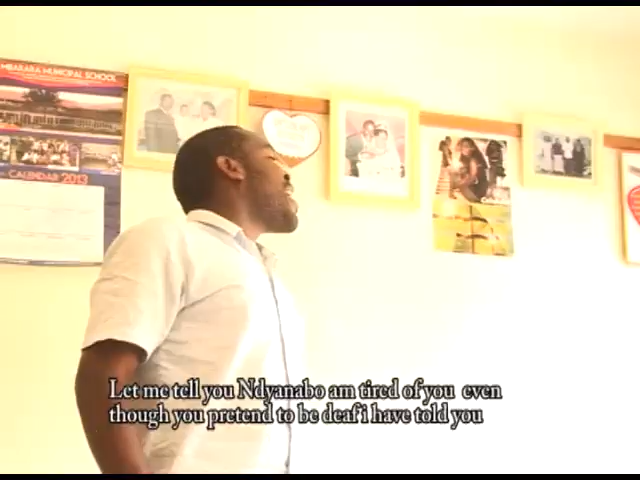 MBARARA MUNICIPAL SCHOOL
CALENDAR 2013
Let me tell you Ndyanabo am tired of you even
though you pretend to be deaf i have told you